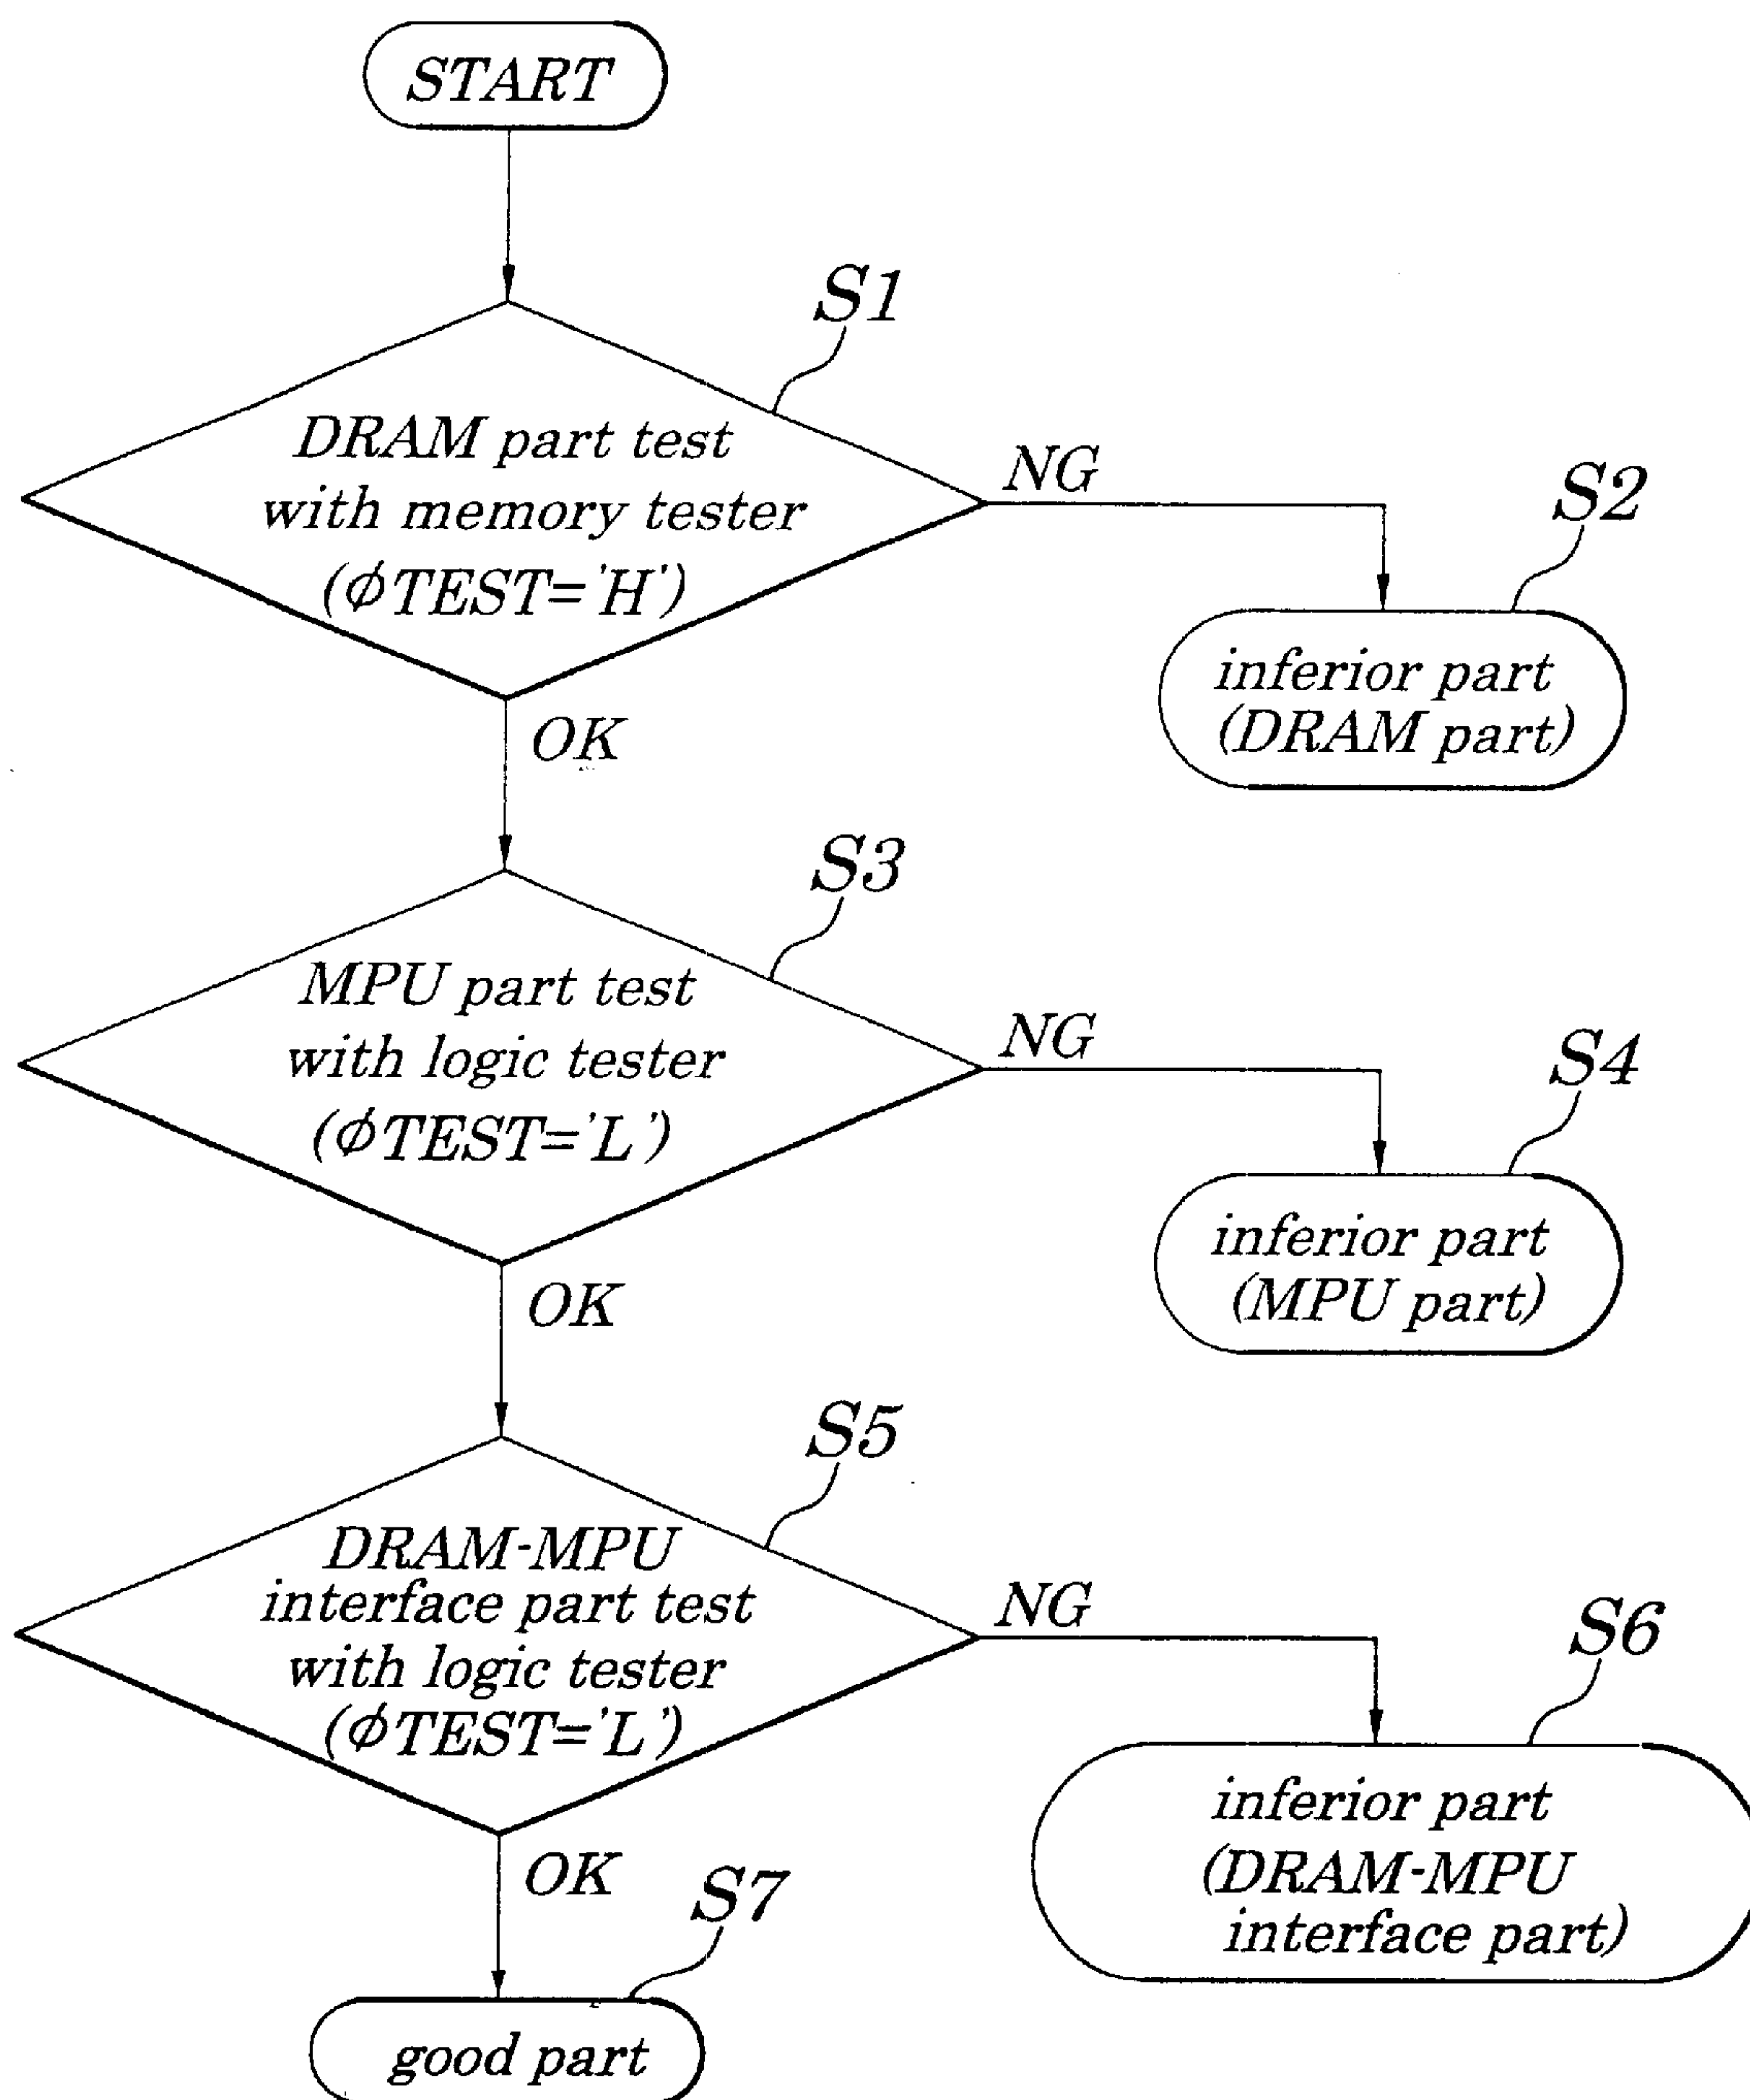 START
S1
DRAM part test
with memory tester
(ϕTEST='H')
NG
S2
inferior part
(DRAM part)
OK
S3
MPU part test
with logic tester
(ϕTEST='L')
NG
S4
inferior part
(MPU part)
OK
S5
DRAM-MPU
interface part test
with logic tester
(ϕTEST='L')
NG
S6
inferior part
(DRAM-MPU
interface part)
OK
S7
good part